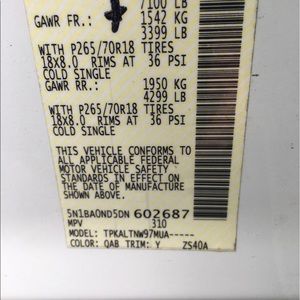 7100 LB
GAWR FR.: 1542 KG
3399 LB
WITH P265/70R18 TIRES
18X8.0 RIMS AT 36 PSI
COLD SINGLE
GAWR RR.: 1950 KG
4299 LB
WITH P265/70R18 TIRES
18X8.0 RIMS AT 36 PSI
COLD SINGLE
THIS VEHICLE CONFORMS TO
ALL APPLICABLE FEDERAL
MOTOR VEHICLE SAFETY
STANDARDS IN EFFECT ON THE
DATE OF MANUFACTURE SHOWN
ABOVE.
5N1BA0ND5DN 602687
MPV 310
MODEL: TPKALTNW97MUA-----
COLOR: QAB TRIM: Y ZS40A